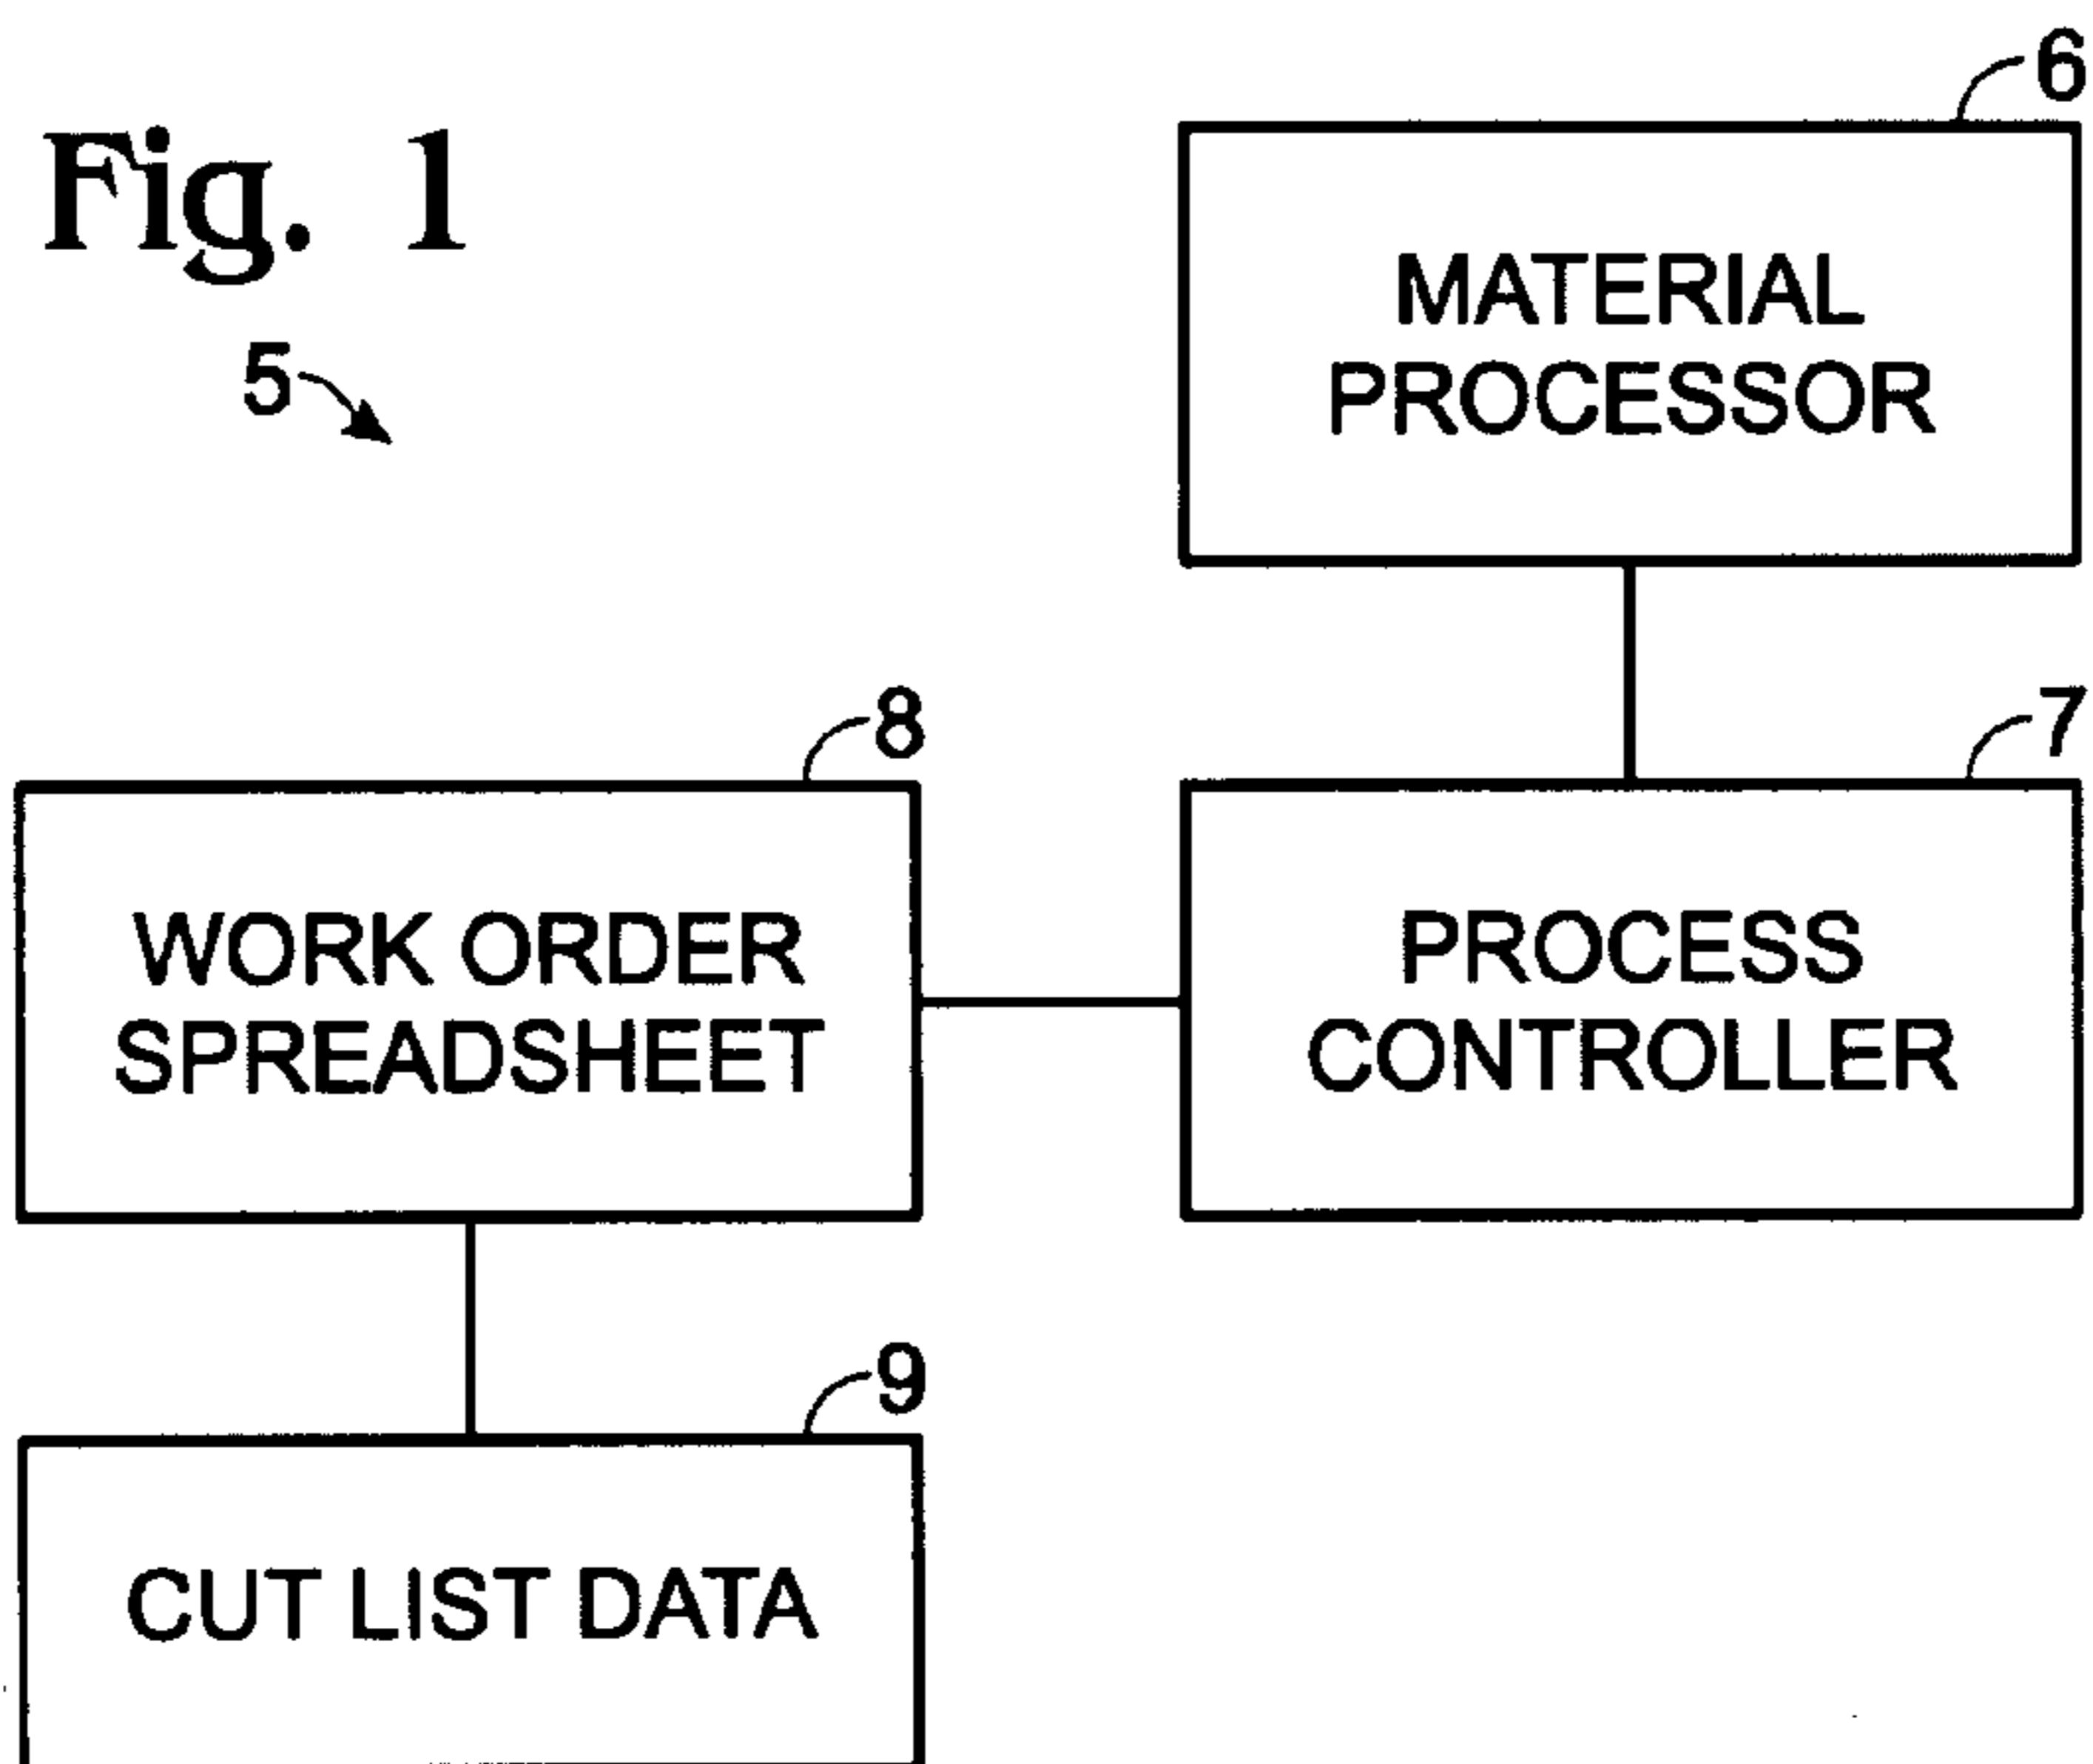 Fig. 1
5
6
MATERIAL
PROCESSOR
8
WORK ORDER
SPREADSHEET
7
PROCESS
CONTROLLER
9
CUT LIST DATA